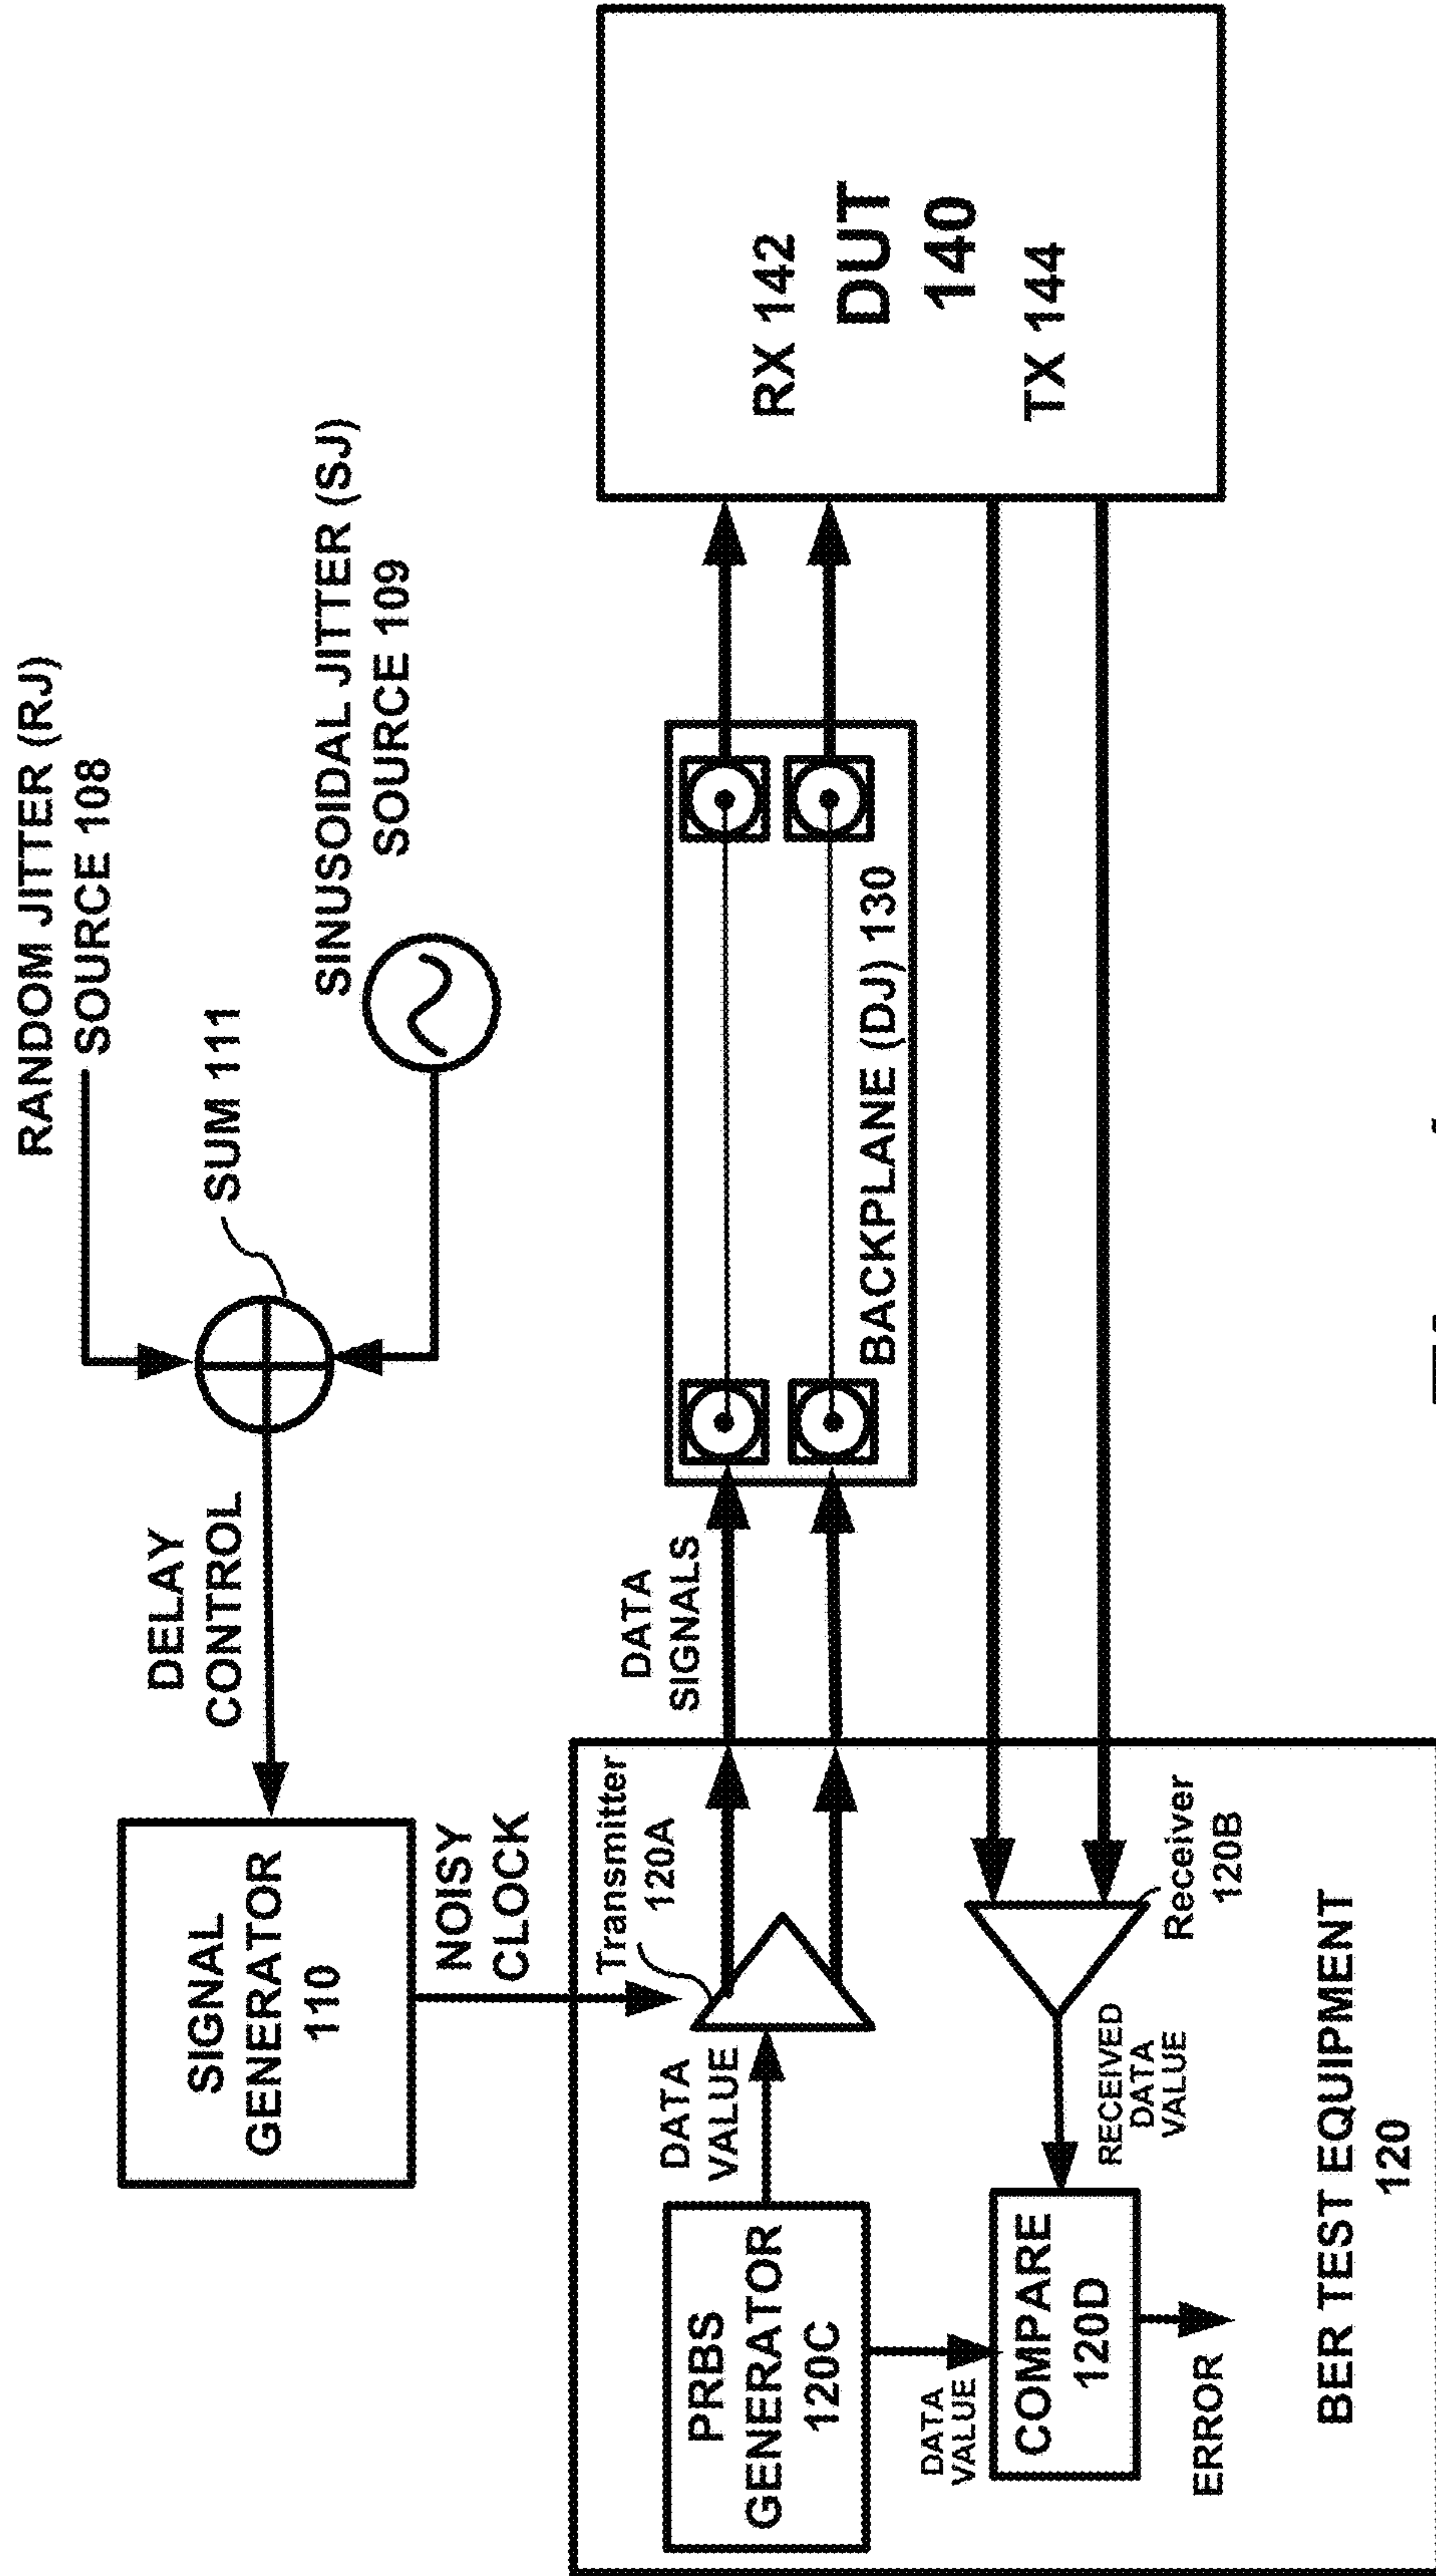 RANDOM JITTER (RJ)
SOURCE 108
SUM 111
SINUSOIDAL JITTER (SJ)
SOURCE 109
DELAY
CONTROL
SIGNAL
GENERATOR
110
NOISY
CLOCK
Transmitter
120A
DATA
SIGNALS
BACKPLANE (DJ) 130
RX 142
DUT
140
TX 144
PRBS
GENERATOR
120C
DATA
VALUE
DATA
VALUE
COMPARE
120D
RECEIVED
DATA
VALUE
Receiver
120B
ERROR
BER TEST EQUIPMENT
120